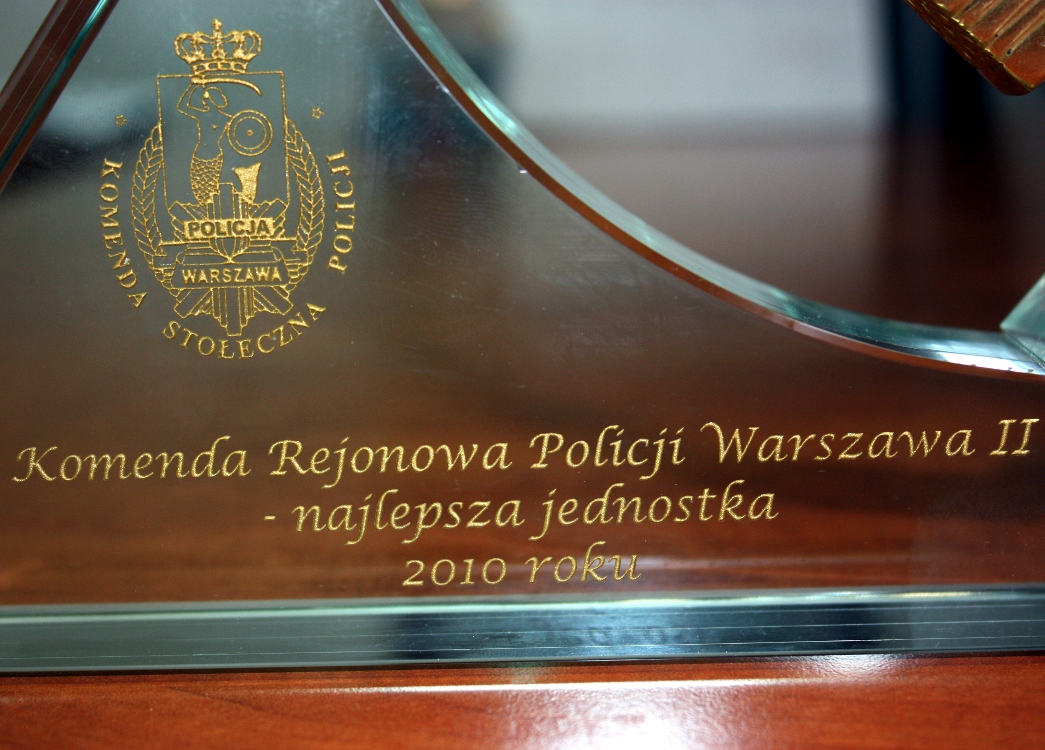 KOMENDA STOŁECZNA POLICJI
POLICJA
WARSZAWA
Komenda Rejonowa Policji Warszawa II
- najlepsza jednostka
2010 roku